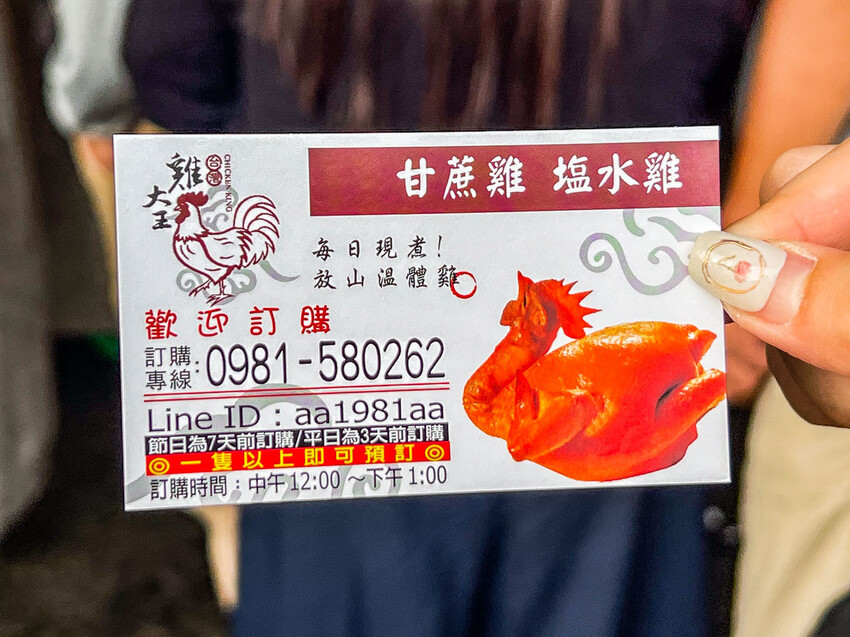 台灣
雞大王
CHICKEN KING
甘蔗雞 塩水雞
每日現煮!
放山溫體雞
歡迎訂購
訂購專線:0981-580262
Line ID:aa1981aa
節日為7天前訂購/平日為3天前訂購
◎一隻以上即可預訂◎
訂購時間:中午12:00～下午1:00